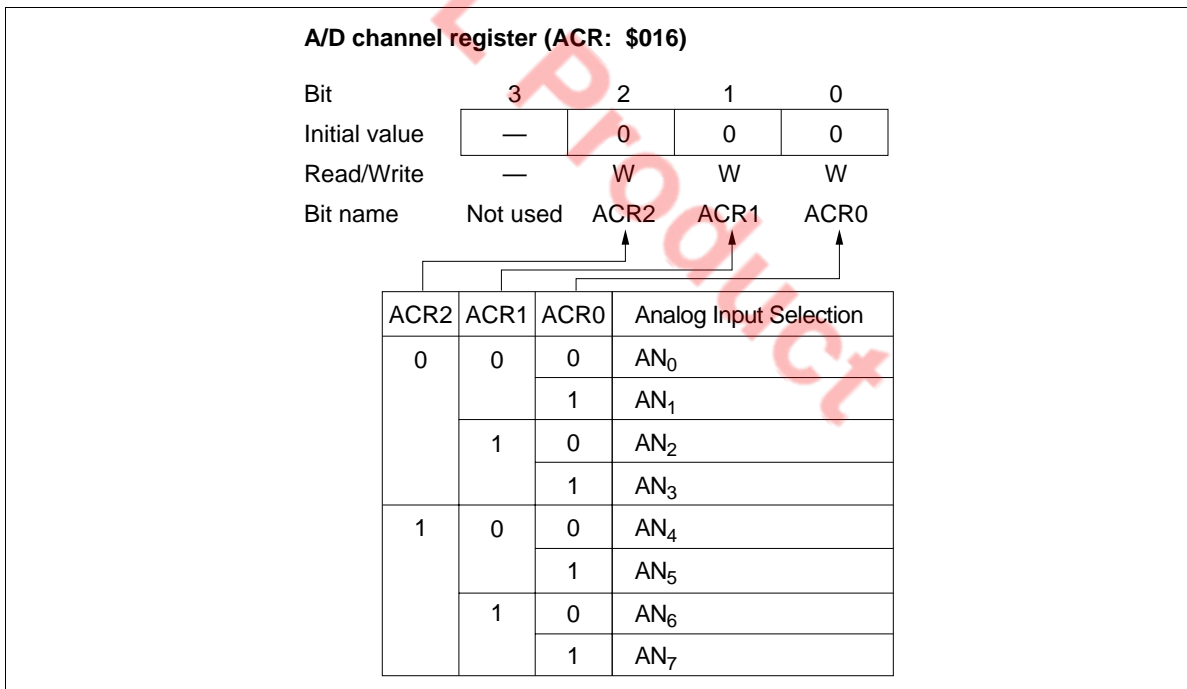 A/D channel register (ACR: $016)
Bit 3 2 1 0
Initial value — 0 0 0
Read/Write — W W W
Bit name Not used ACR2 ACR1 ACR0
ACR2 ACR1 ACR0 Analog Input Selection
0 0 0 AN₀
1 AN₁
1 0 AN₂
1 AN₃
1 0 0 AN₄
1 AN₅
1 0 AN₆
1 AN₇
L Product